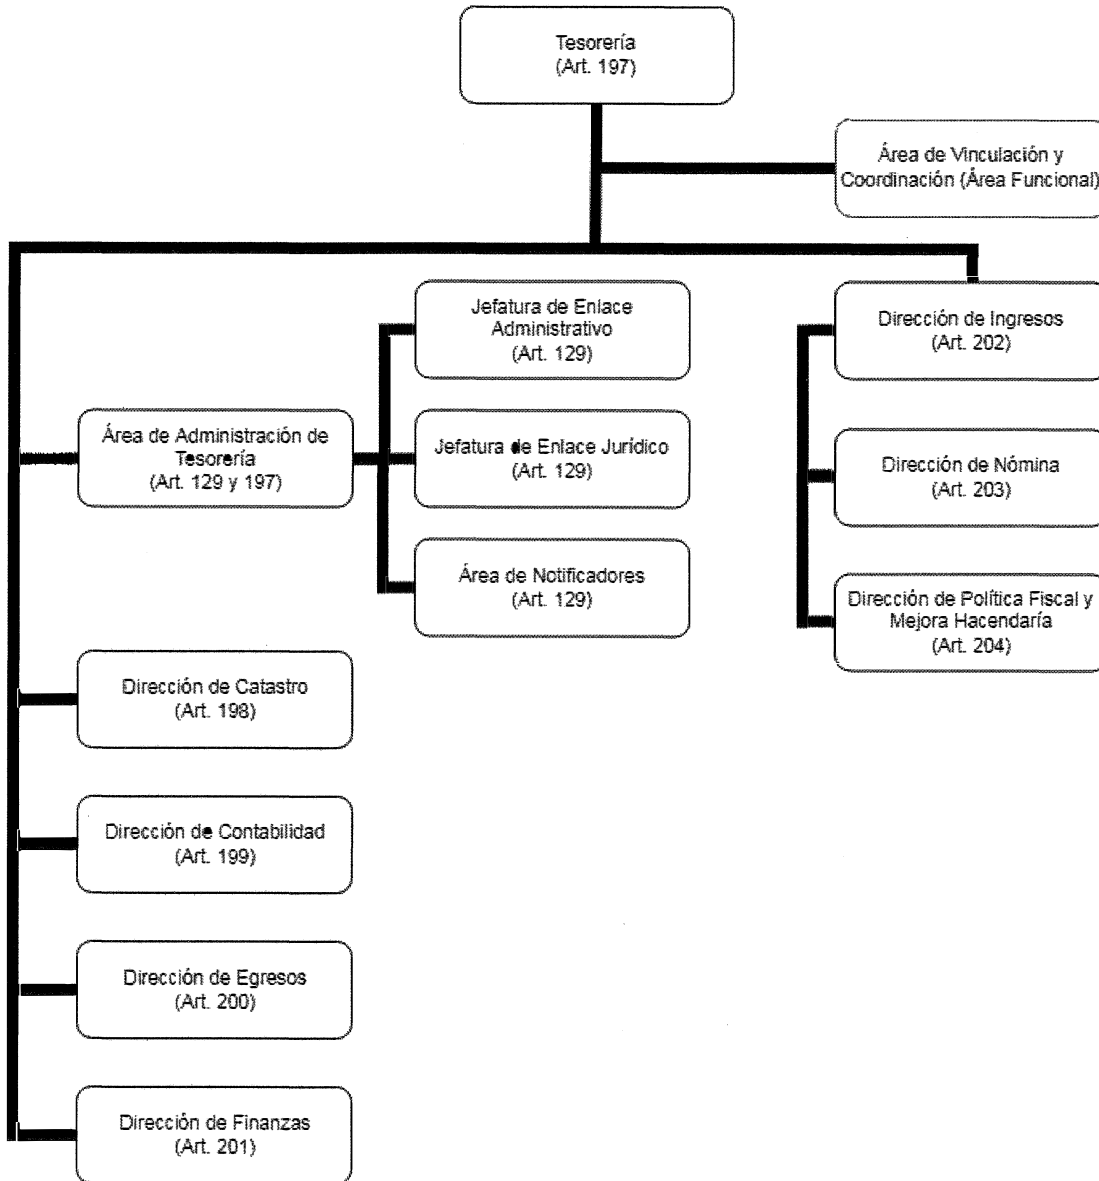 Tesorería
(Art. 197)
Área de Vinculación y
Coordinación (Área Funcional)
Jefatura de Enlace
Administrativo
(Art. 129)
Dirección de Ingresos
(Art. 202)
Área de Administración de
Tesorería
(Art. 129 y 197)
Jefatura de Enlace Jurídico
(Art. 129)
Dirección de Nómina
(Art. 203)
Área de Notificadores
(Art. 129)
Dirección de Política Fiscal y
Mejora Hacendaría
(Art. 204)
Dirección de Catastro
(Art. 198)
Dirección de Contabilidad
(Art. 199)
Dirección de Egresos
(Art. 200)
Dirección de Finanzas
(Art. 201)